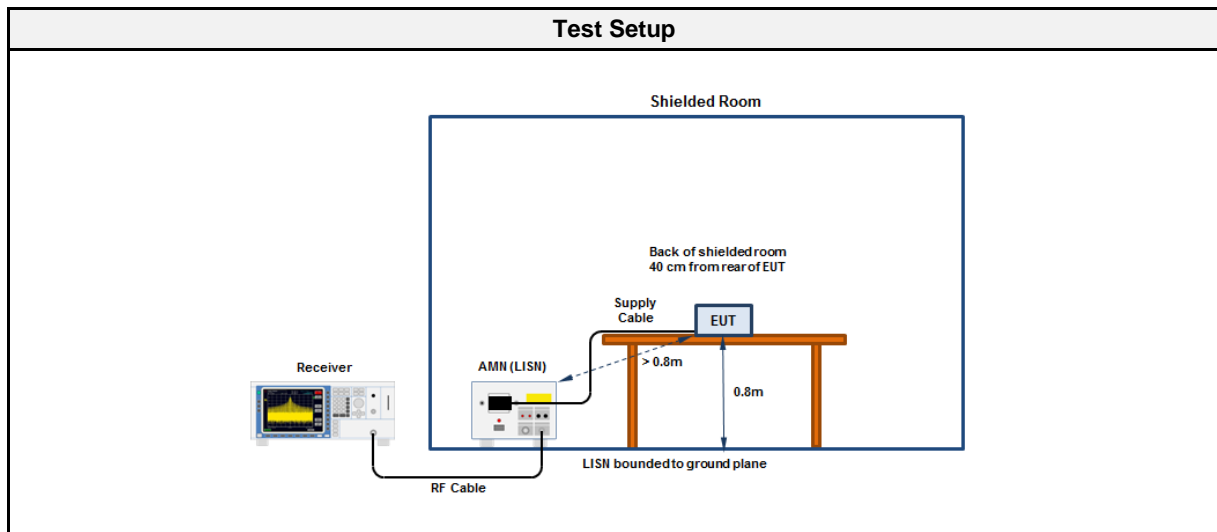 Test Setup
Shielded Room
Back of shielded room
40 cm from rear of EUT
Supply
Cable
EUT
> 0.8m
AMN (LISN)
Receiver
0.8m
LISN bounded to ground plane
RF Cable